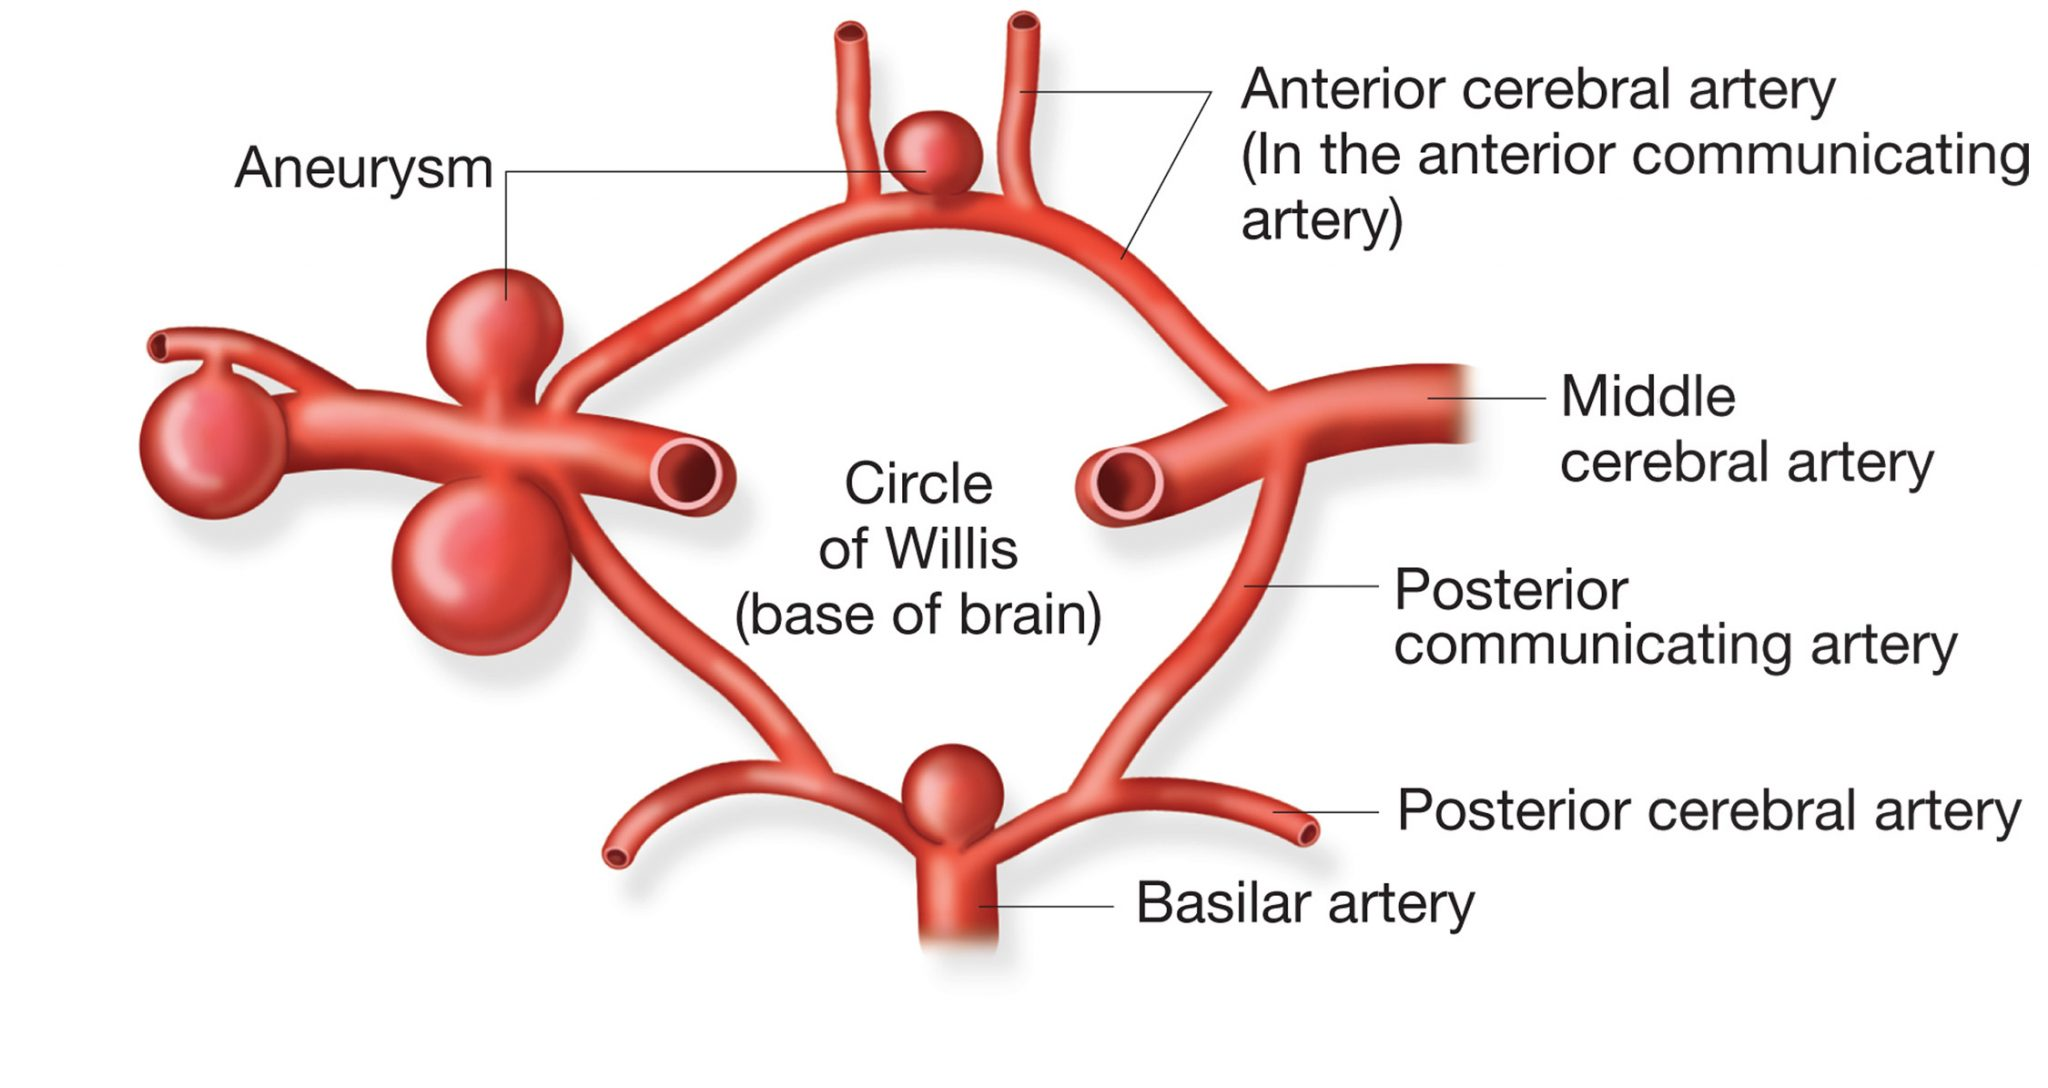 Anterior cerebral artery
(In the anterior communicating
artery)
Aneurysm
Middle
cerebral artery
Circle
of Willis
(base of brain)
Posterior
communicating artery
Posterior cerebral artery
Basilar artery